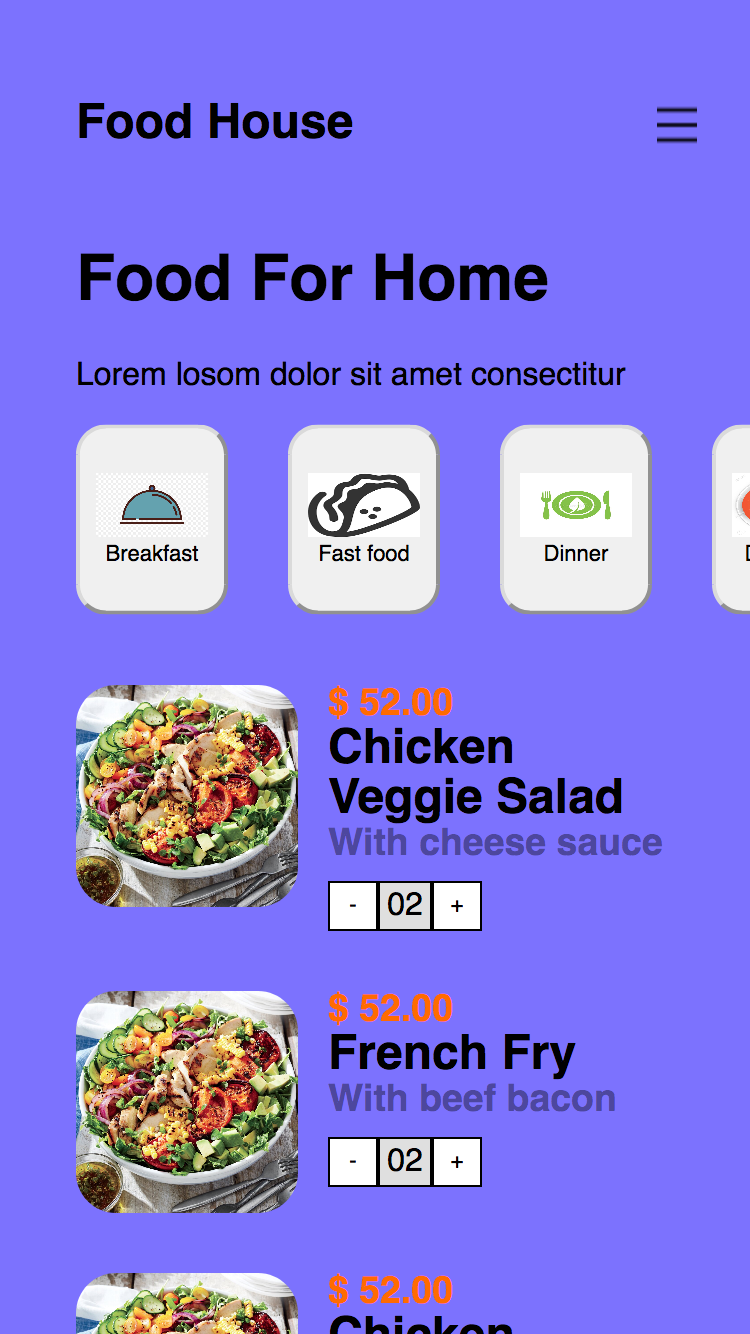 Food House
Food For Home
Lorem losom dolor sit amet consectitur
Breakfast
Fast food
Dinner
$ 52.00
Chicken
Veggie Salad
With cheese sauce
- 02 +
$ 52.00
French Fry
With beef bacon
- 02 +
$ 52.00
Chicken